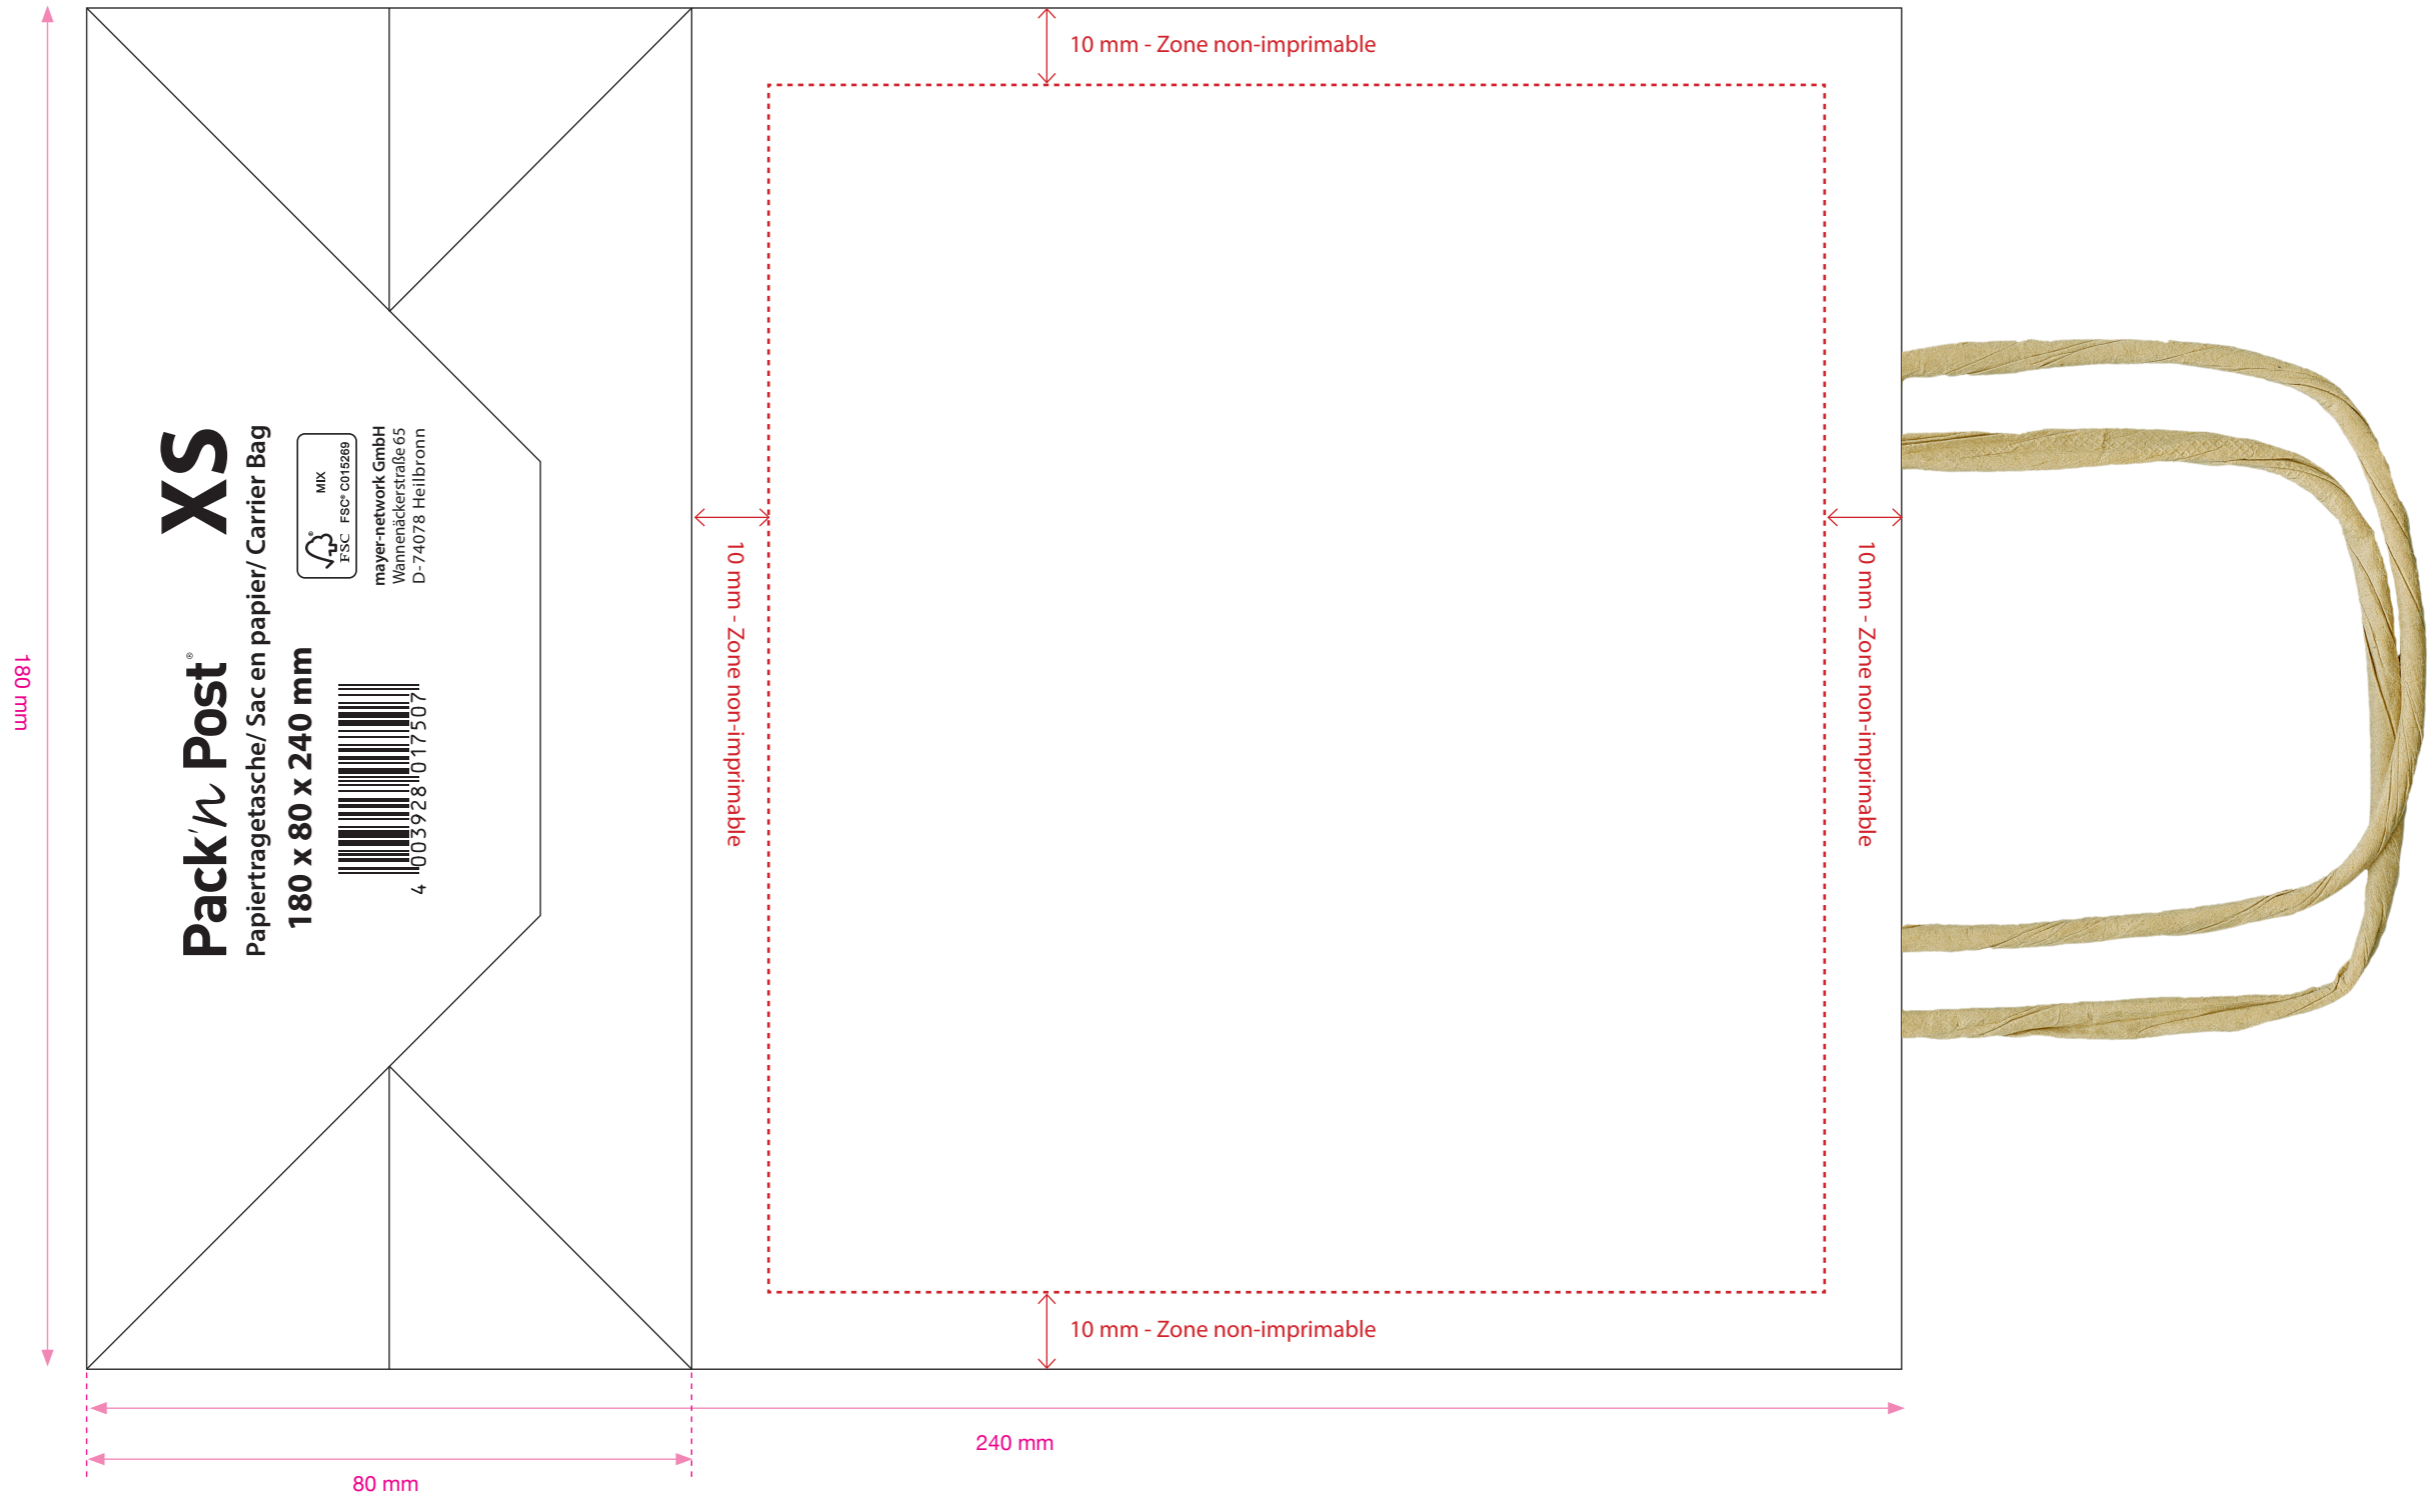 10 mm - Zone non-imprimable
180 mm
Pack'n Post® XS
Papiertragetasche/ Sac en papier/ Carrier Bag
180 x 80 x 240 mm
4 003928 017507
MIX
FSC® FSC® C015269
mayer-network GmbH
Wannenäckerstraße 65
D-74078 Heilbronn
10 mm - Zone non-imprimable
10 mm - Zone non-imprimable
10 mm - Zone non-imprimable
240 mm
80 mm